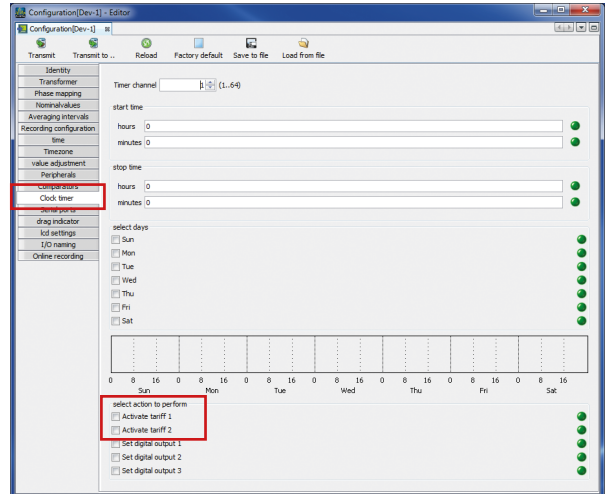 Configuration[Dev-1] - Editor
Configuration[Dev-1]
Transmit Transmit to .. Reload Factory default Save to file Load from file
Identity
Transformer
Phase mapping
Nominalvalues
Averaging intervals
Recording configuration
time
Timezone
value adjustment
Peripherals
Comparators
Clock timer
Serial ports
drag indicator
lcd settings
I/O naming
Online recording
Timer channel 1 (1..64)
start time
hours 0
minutes 0
stop time
hours 0
minutes 0
select days
Sun
Mon
Tue
Wed
Thu
Fri
Sat
0 8 16 0 8 16 0 8 16 0 8 16 0 8 16 0 8 16 0 8 16
Sun Mon Tue Wed Thu Fri Sat
select action to perform
Activate tariff 1
Activate tariff 2
Set digital output 1
Set digital output 2
Set digital output 3